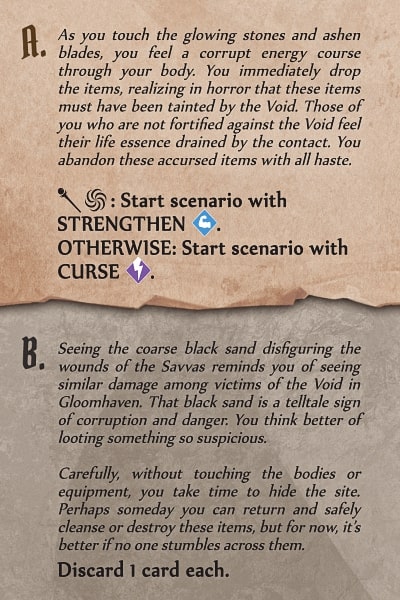 A. As you touch the glowing stones and ashen
blades, you feel a corrupt energy course
through your body. You immediately drop
the items, realizing in horror that these items
must have been tainted by the Void. Those of
you who are not fortified against the Void feel
their life essence drained by the contact. You
abandon these accursed items with all haste.
: Start scenario with
STRENGTHEN .
OTHERWISE: Start scenario with
CURSE .
B. Seeing the coarse black sand disfiguring the
wounds of the Savvas reminds you of seeing
similar damage among victims of the Void in
Gloomhaven. That black sand is a telltale sign
of corruption and danger. You think better of
looting something so suspicious.
Carefully, without touching the bodies or
equipment, you take time to hide the site.
Perhaps someday you can return and safely
cleanse or destroy these items, but for now, it's
better if no one stumbles across them.
Discard 1 card each.